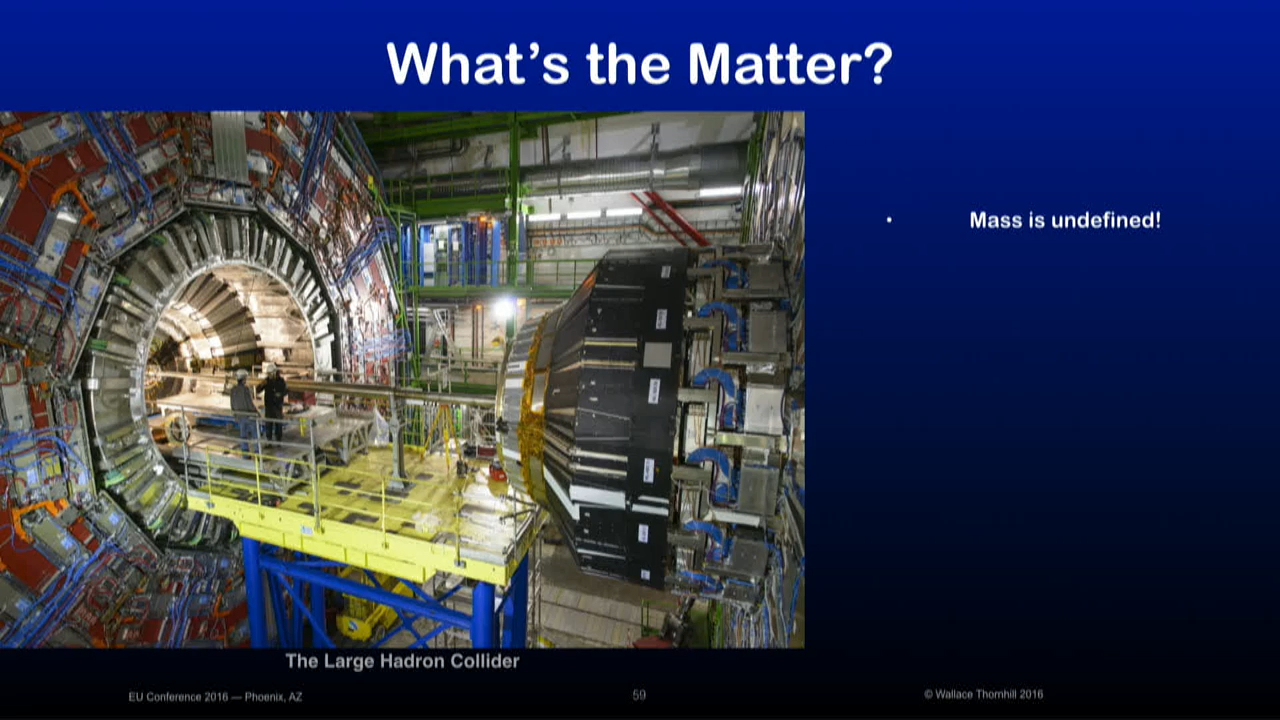 What’s the Matter?
• Mass is undefined!
The Large Hadron Collider
EU Conference 2016 — Phoenix, AZ
59
© Wallace Thornhill 2016